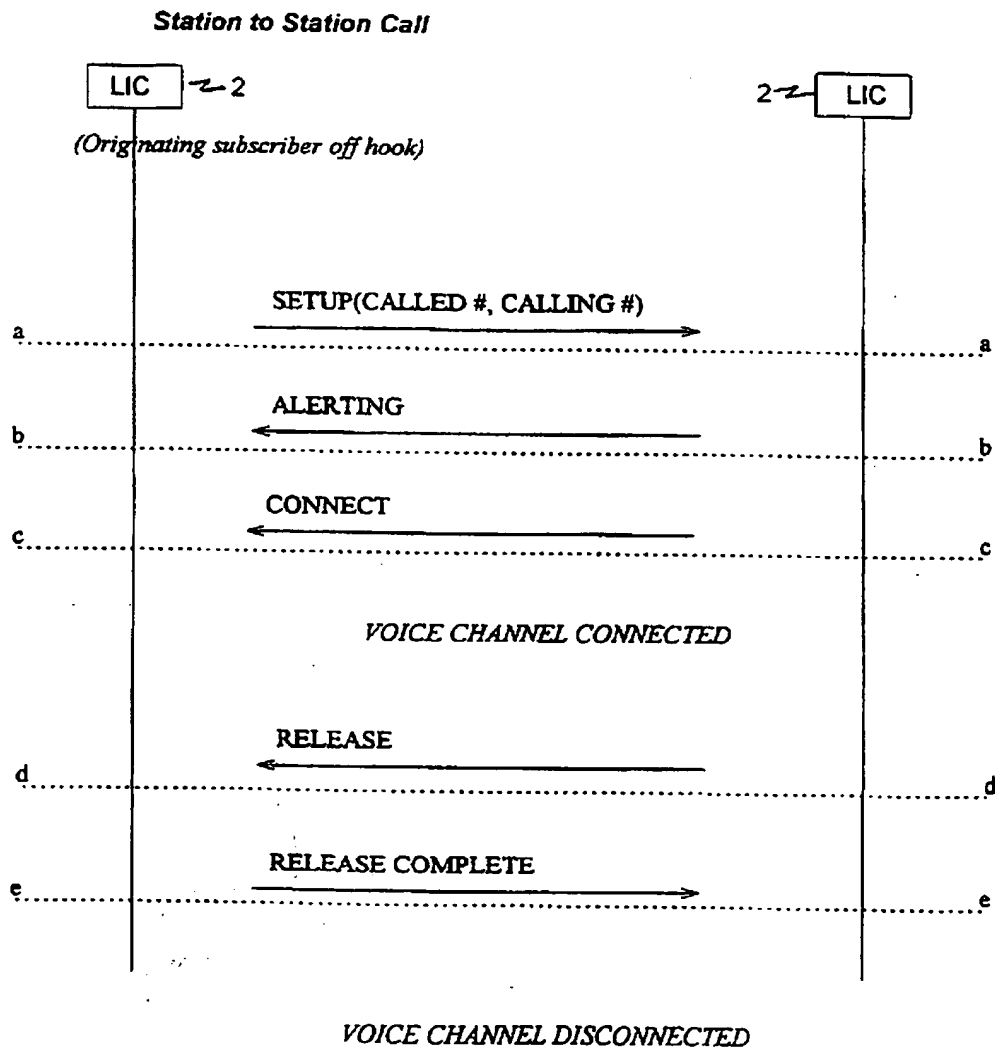 Station to Station Call
LIC 2
2 LIC
(Originating subscriber off hook)
SETUP(CALLED #, CALLING #)
a a
ALERTING
b b
CONNECT
c c
VOICE CHANNEL CONNECTED
RELEASE
d d
RELEASE COMPLETE
e e
VOICE CHANNEL DISCONNECTED